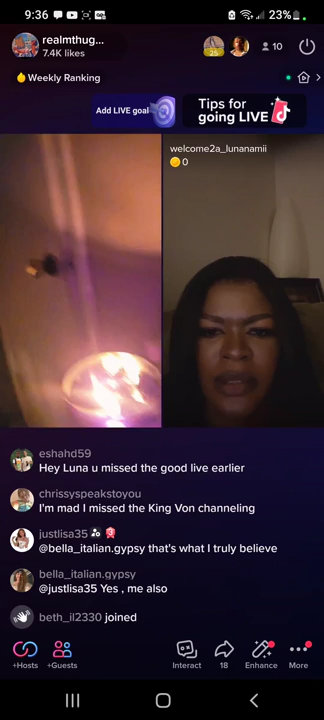 9:36
23%
realmthug...
7.4K likes
25
10
Weekly Ranking
Add LIVE goal
Tips for
going LIVE
welcome2a_lunanamii
0
eshahd59
Hey Luna u missed the good live earlier
chrissyspeakstoyou
I'm mad I missed the King Von channeling
justlisa35
@bella_italian.gypsy that's what I truly believe
bella_italian.gypsy
@justlisa35 Yes , me also
beth_il2330 joined
+Hosts
+Guests
Interact
18
Enhance
More